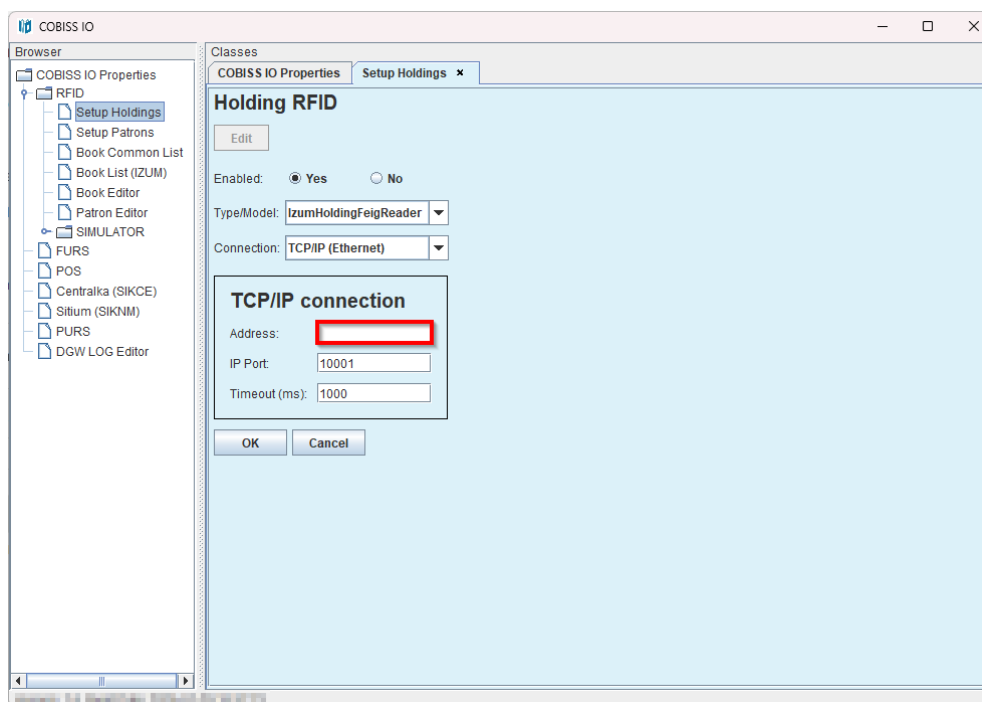 COBISS IO
Browser
COBISS IO Properties
RFID
Setup Holdings
Setup Patrons
Book Common List
Book List (IZUM)
Book Editor
Patron Editor
SIMULATOR
FURS
POS
Centralka (SIKCE)
Sitium (SIKNM)
PURS
DGW LOG Editor
Classes
COBISS IO Properties Setup Holdings ×
Holding RFID
Edit
Enabled: Yes No
Type/Model: IzumHoldingFeigReader
Connection: TCP/IP (Ethernet)
TCP/IP connection
Address:
IP Port: 10001
Timeout (ms): 1000
OK Cancel